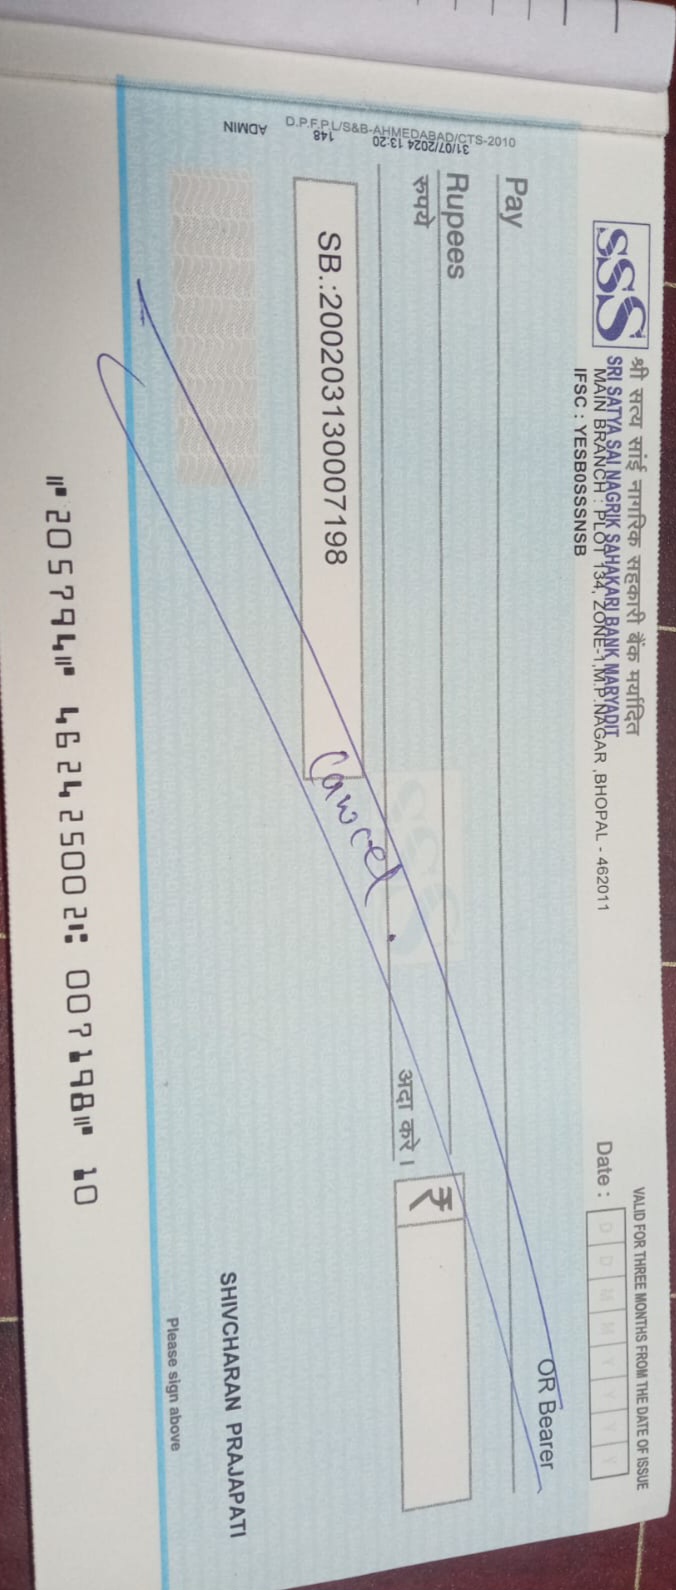 SSS
श्री सत्य सांई नागरिक सहकारी बैंक मर्यादित
SRI SATYA SAI NAGRIK SAHAKARI BANK MARYADIT
MAIN BRANCH : PLOT 134, ZONE-1,M.P.NAGAR ,BHOPAL - 462011
IFSC : YESB0SSSNSB
VALID FOR THREE MONTHS FROM THE DATE OF ISSUE
Date : D D M M Y Y Y Y
Pay
OR Bearer
Rupees
रुपये
अदा करे ।
₹
SB.:200203130007198
cancel.
SSS
D.P.F.P.L/S&B-AHMEDABAD/CTS-2010
31/07/2024 13:20
148
ADMIN
SHIVCHARAN PRAJAPATI
Please sign above
⑈205794⑈ 462425002⑆ 007198⑈ 10